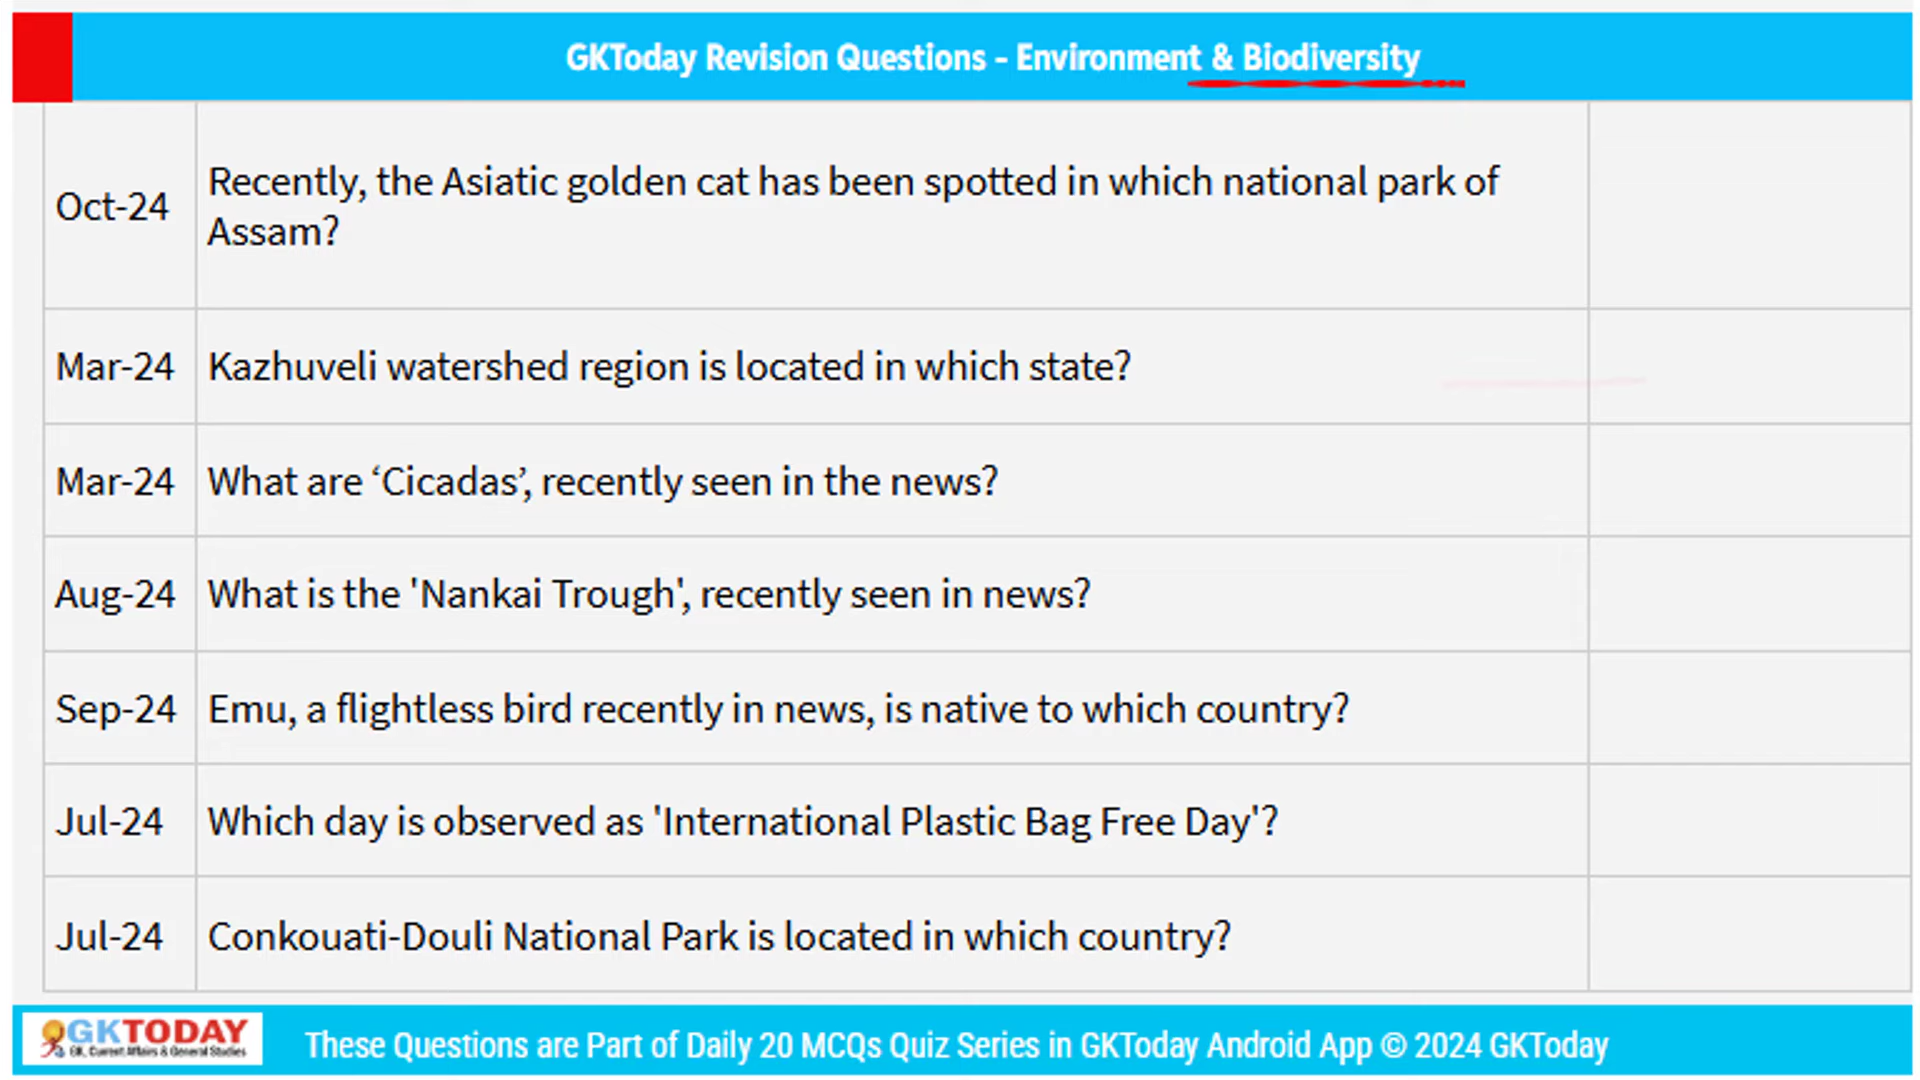 GKToday Revision Questions - Environment & Biodiversity
Oct-24 Recently, the Asiatic golden cat has been spotted in which national park of
Assam?
Mar-24 Kazhuveli watershed region is located in which state?
Mar-24 What are ‘Cicadas’, recently seen in the news?
Aug-24 What is the 'Nankai Trough', recently seen in news?
Sep-24 Emu, a flightless bird recently in news, is native to which country?
Jul-24 Which day is observed as 'International Plastic Bag Free Day'?
Jul-24 Conkouati-Douli National Park is located in which country?
GKTODAY
GK, Current Affairs & General Studies
These Questions are Part of Daily 20 MCQs Quiz Series in GKToday Android App © 2024 GKToday